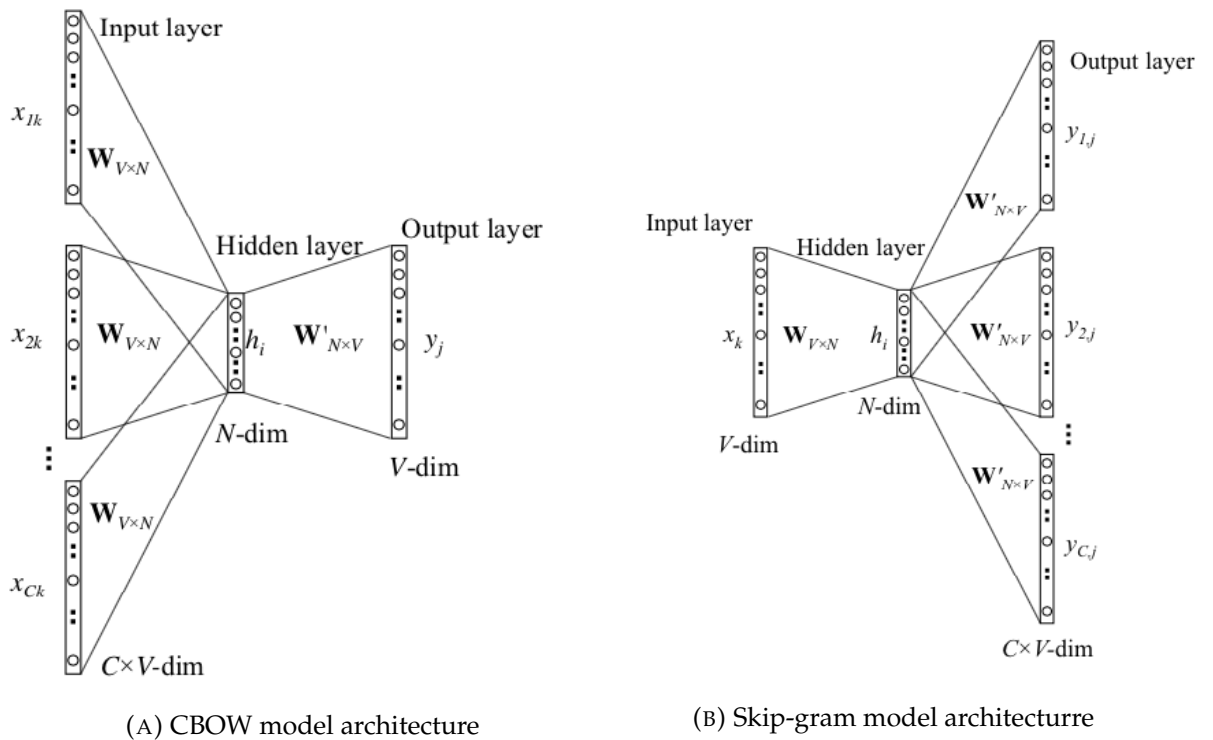 Input layer
x1k
WV×N
Hidden layer
Output layer
x2k
WV×N
hi
W'N×V
yj
N-dim
V-dim
WV×N
xCk
C×V-dim
(A) CBOW model architecture
Output layer
y1,j
W'N×V
Input layer
Hidden layer
xk
WV×N
hi
W'N×V
y2,j
N-dim
V-dim
W'N×V
yC,j
C×V-dim
(B) Skip-gram model architecturre